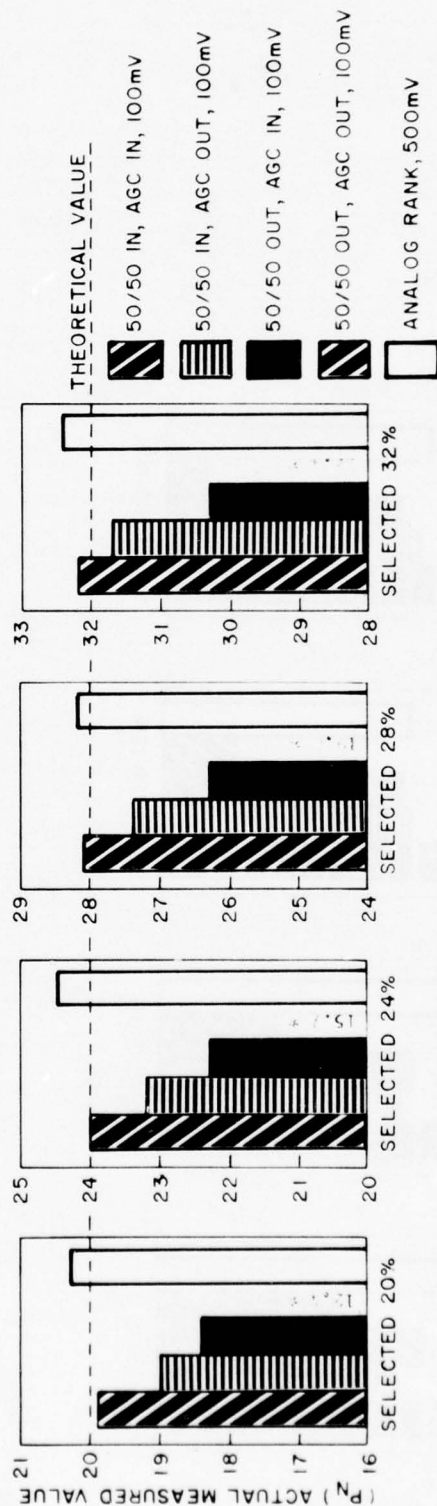 (PN) ACTUAL MEASURED VALUE
21
20
19
18
17
16
SELECTED 20%
25
24
23
22
21
20
SELECTED 24%
29
28
27
26
25
24
SELECTED 28%
33
32
31
30
29
28
SELECTED 32%
THEORETICAL VALUE
50/50 IN, AGC IN, 100mV
50/50 IN, AGC OUT, 100mV
50/50 OUT, AGC IN, 100mV
50/50 OUT, AGC OUT, 100mV
ANALOG RANK, 500mV